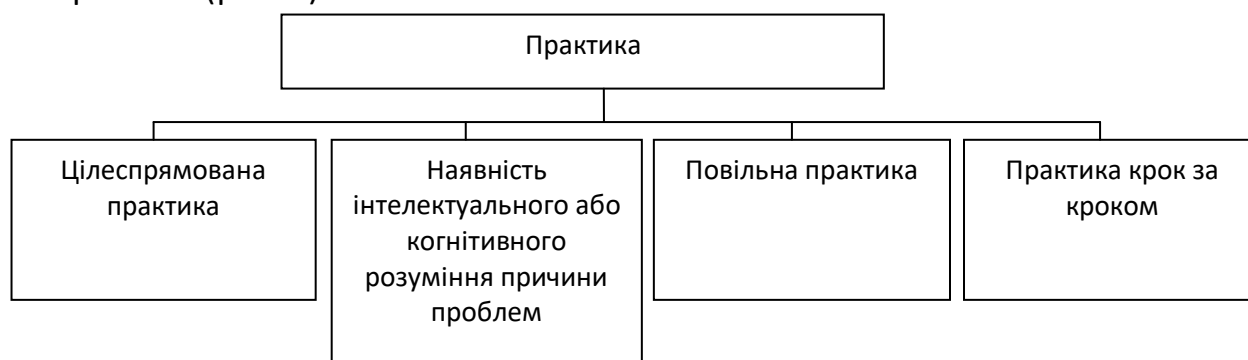 Практика
Цілеспрямована
практика
Наявність
інтелектуального або
когнітивного
розуміння причини
проблем
Повільна практика
Практика крок за
кроком